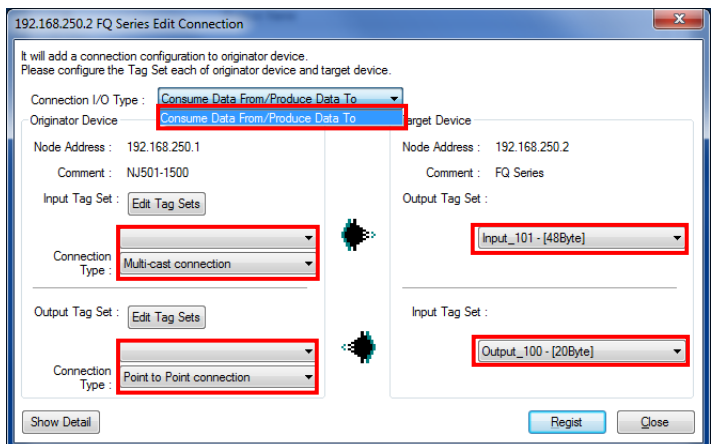 192.168.250.2 FQ Series Edit Connection
x
It will add a connection configuration to originator device.
Please configure the Tag Set each of originator device and target device.
Connection I/O Type : Consume Data From/Produce Data To
Consume Data From/Produce Data To
Originator Device
arget Device
Node Address : 192.168.250.1
Node Address : 192.168.250.2
Comment : NJ501-1500
Comment : FQ Series
Input Tag Set : Edit Tag Sets
Output Tag Set :
Input_101 - [48Byte]
Connection Type : Multi-cast connection
Output Tag Set : Edit Tag Sets
Input Tag Set :
Output_100 - [20Byte]
Connection Type : Point to Point connection
Show Detail
Regist
Close